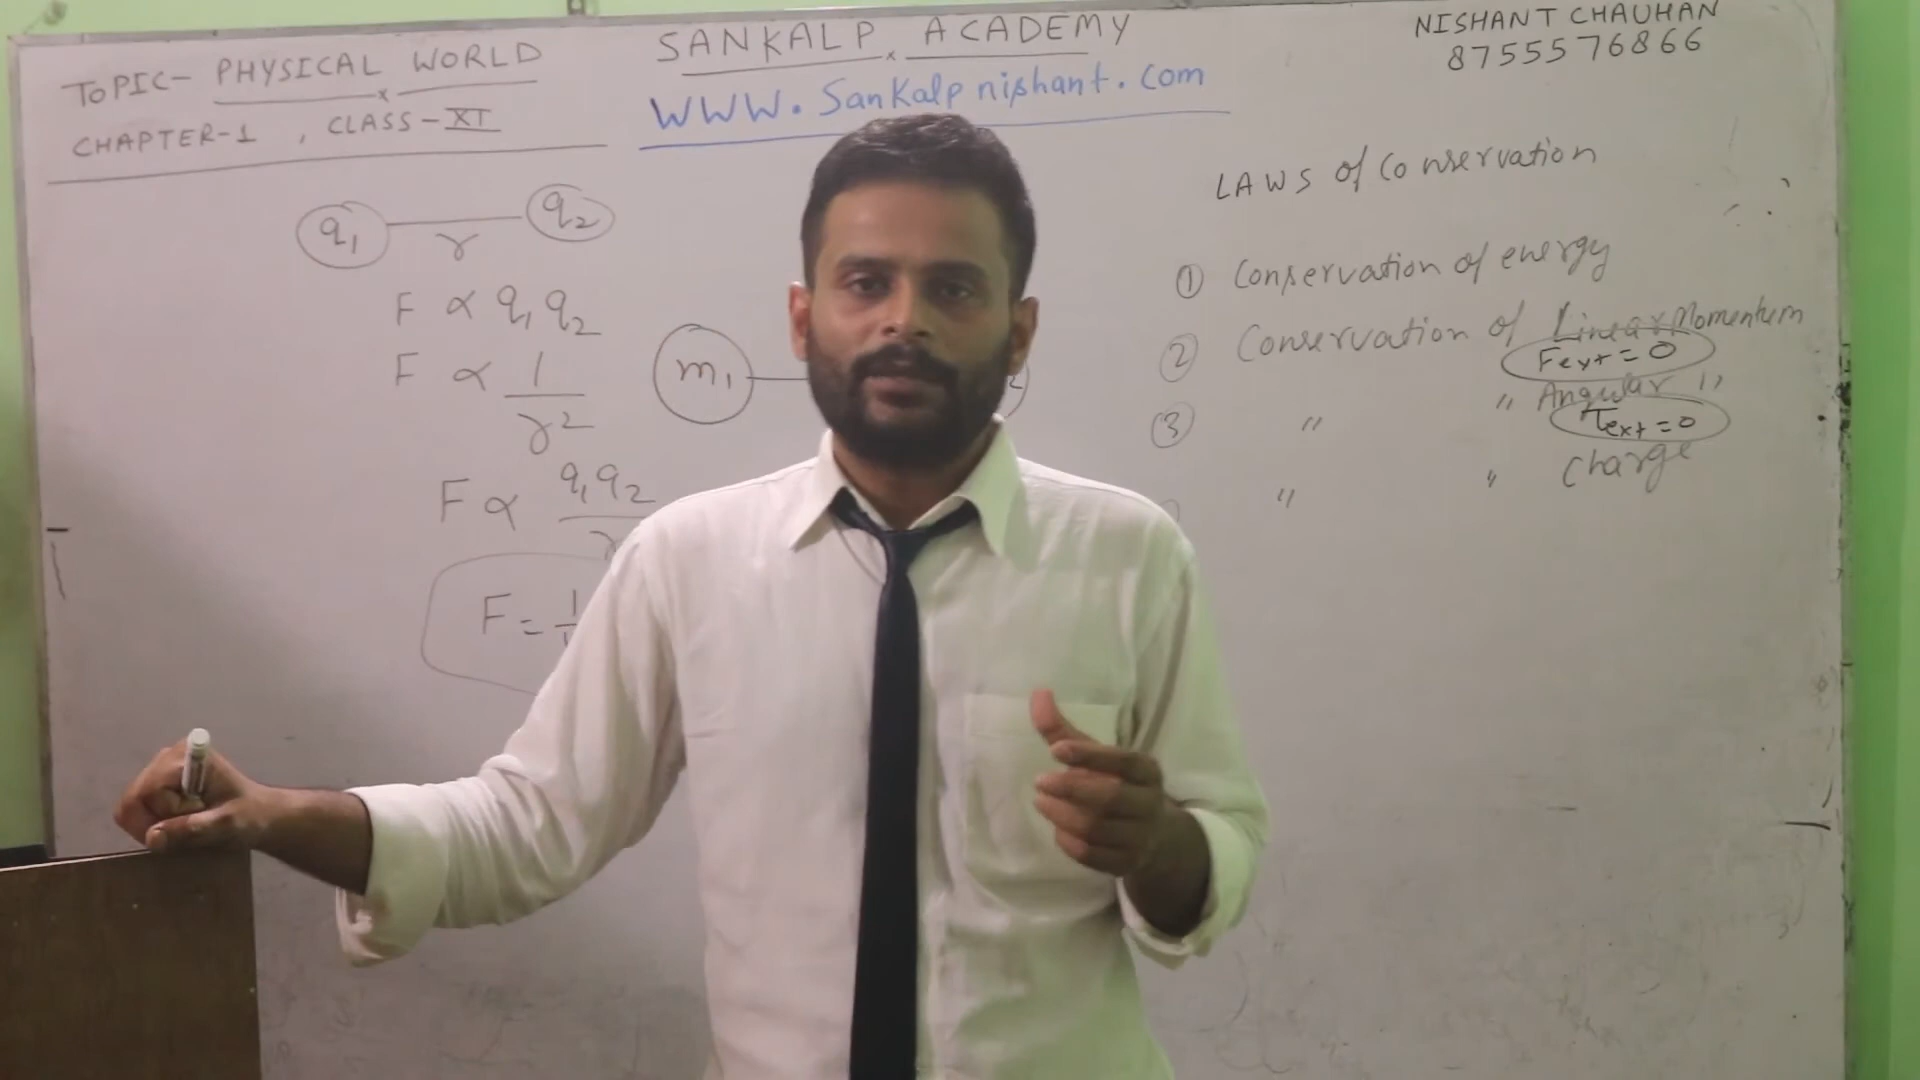 TOPIC- PHYSICAL WORLD
CHAPTER-1 , CLASS-XI
SANKALP ACADEMY
WWW.Sankalpnishant.com
NISHANT CHAUHAN
8755576866
q₁ r q₂
F ∝ q₁q₂
F ∝ 1/r²
F ∝ q₁q₂
F = 1
m₁
LAWS of Conservation
① Conservation of energy
② Conservation of Linear Momentum
Fext = 0
③ " " Angular "
τext = 0
" " Charge